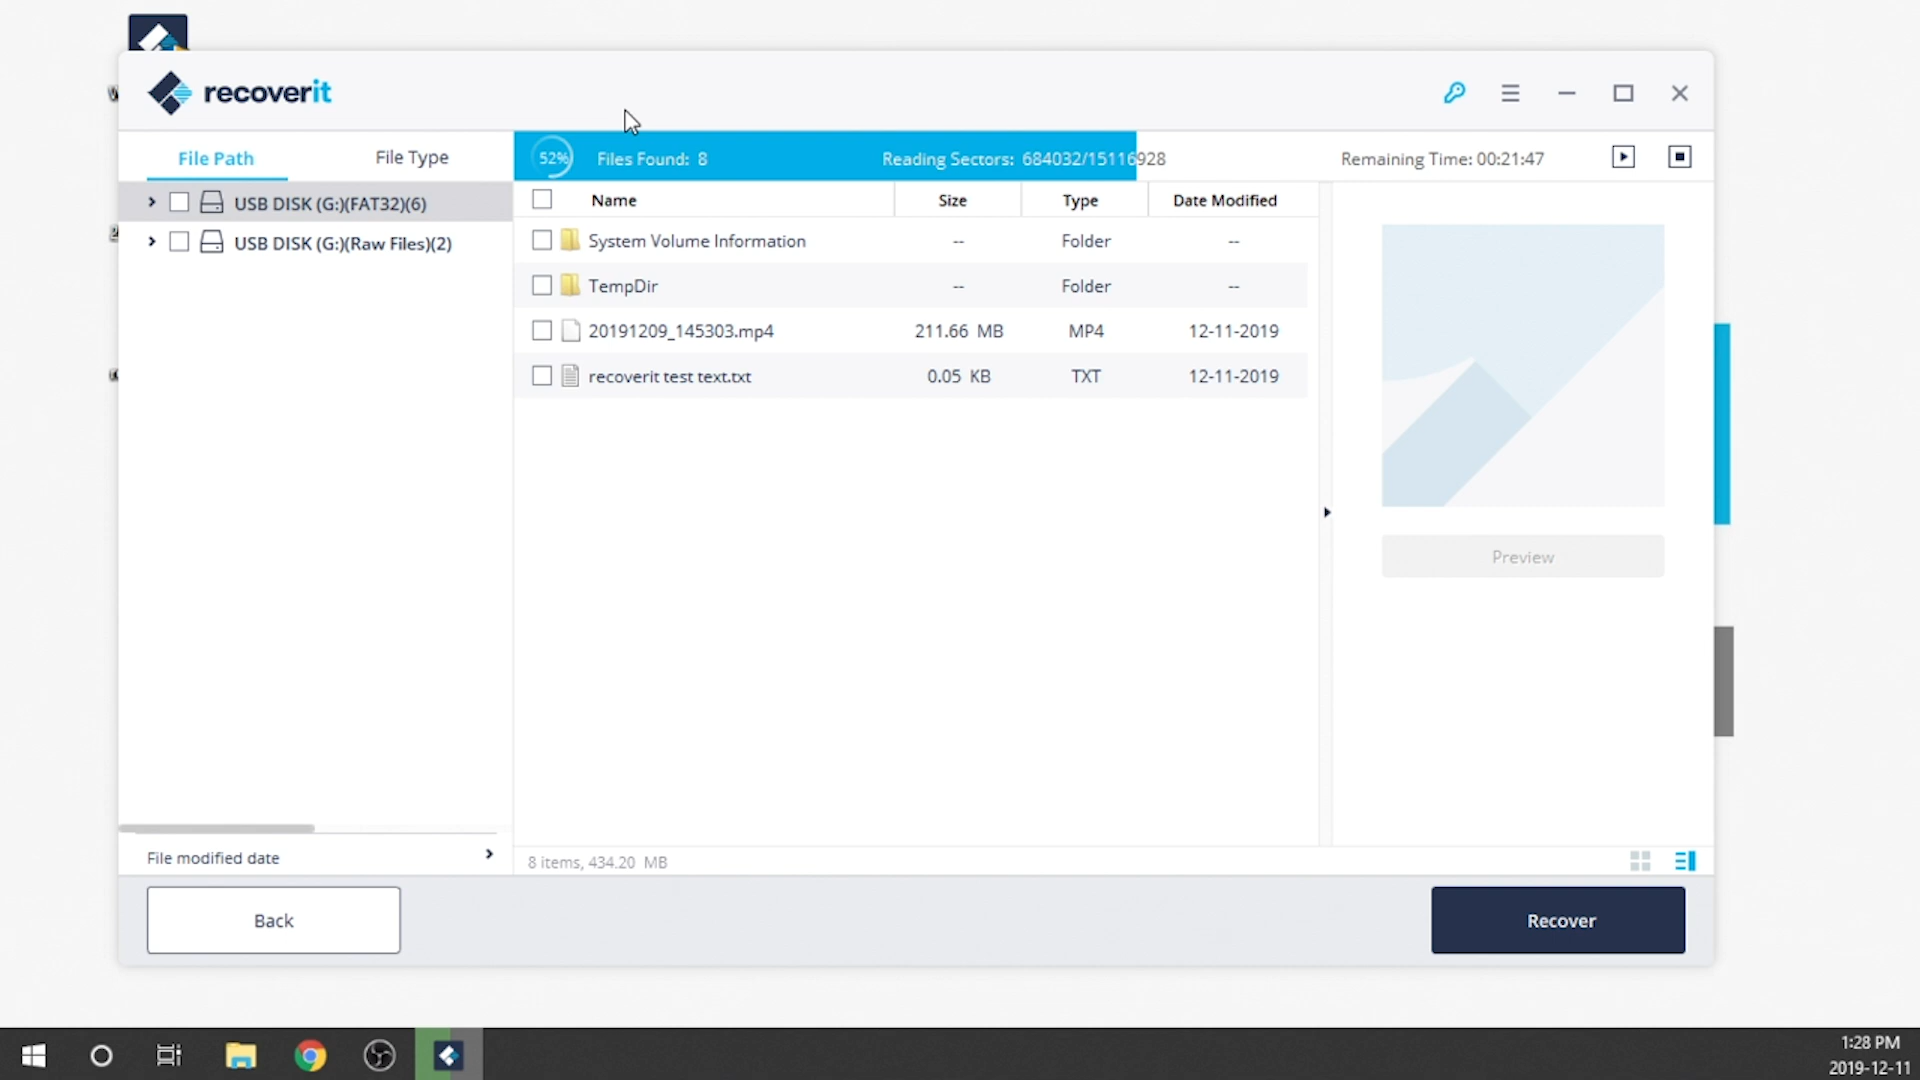 recoverit
File Path
File Type
52%
Files Found: 8
Reading Sectors: 684032/15116928
Remaining Time: 00:21:47
USB DISK (G:)(FAT32)(6)
USB DISK (G:)(Raw Files)(2)
Name
Size
Type
Date Modified
System Volume Information
--
Folder
--
TempDir
--
Folder
--
20191209_145303.mp4
211.66 MB
MP4
12-11-2019
recoverit test text.txt
0.05 KB
TXT
12-11-2019
Preview
File modified date
8 items, 434.20 MB
Back
Recover
1:28 PM
2019-12-11